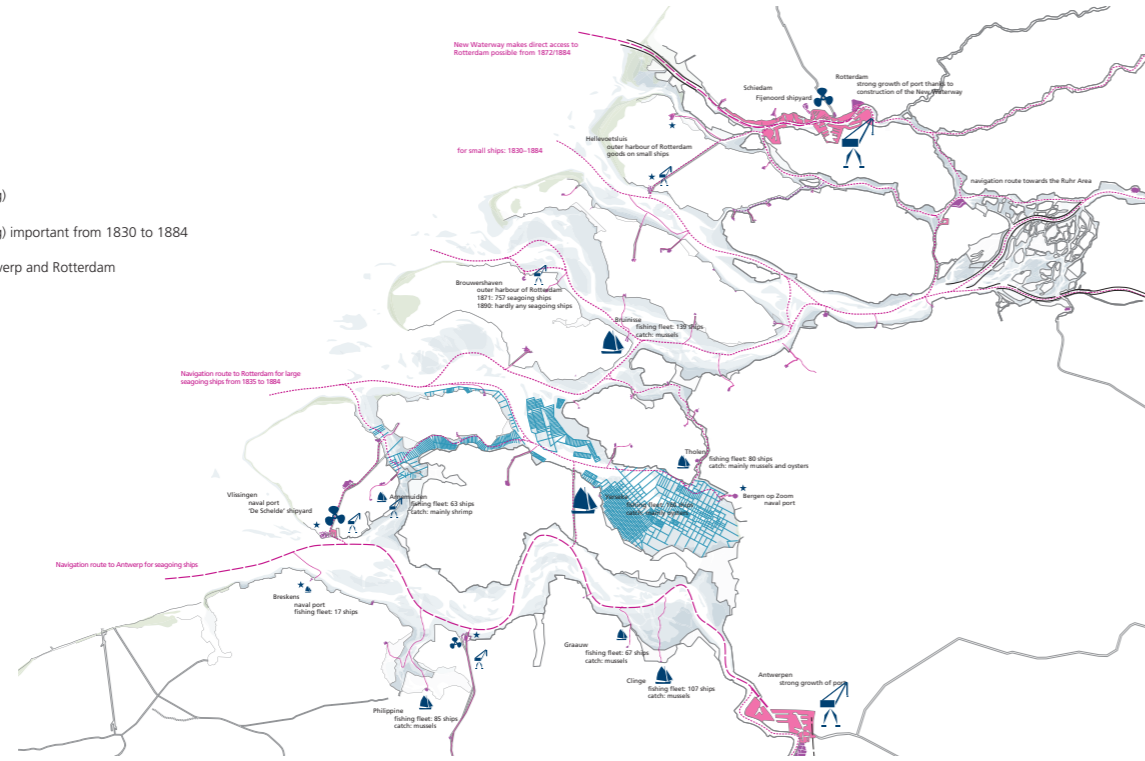 New Waterway makes direct access to
Rotterdam possible from 1872/1884
Rotterdam
strong growth of port thanks to
construction of the New Waterway
Schiedam
Fijenoord shipyard
Hellevoetsluis
outer harbour of Rotterdam
goods on small ships
for small ships: 1830–1884
navigation route towards the Ruhr Area
g)
g) important from 1830 to 1884
werp and Rotterdam
Brouwershaven
outer harbour of Rotterdam
1871: 757 seagoing ships
1890: hardly any seagoing ships
Bruinisse
fishing fleet: 135 ships
catch: mussels
Navigation route to Rotterdam for large
seagoing ships from 1835 to 1884
Tholen
fishing fleet: 80 ships
catch: mainly mussels and oysters
Vlissingen
naval port
'De Schelde' shipyard
Arnemuiden
fishing fleet: 63 ships
catch: mainly shrimp
Yerseke
fishing fleet: ships
catch: mainly
Bergen op Zoom
naval port
Navigation route to Antwerp for seagoing ships
Breskens
naval port
fishing fleet: 17 ships
Graauw
fishing fleet: 67 ships
catch: mussels
Clinge
fishing fleet: 107 ships
catch: mussels
Antwerpen
strong growth of port
Philippine
fishing fleet: 85 ships
catch: mussels